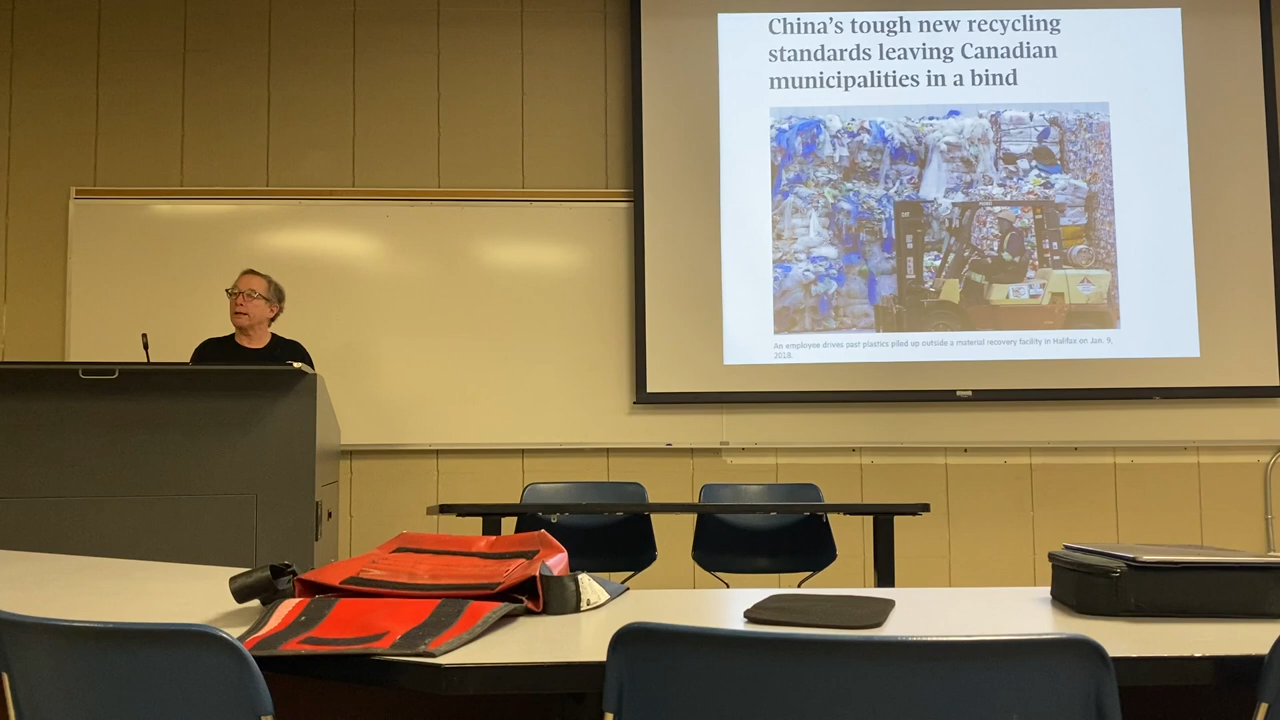 China's tough new recycling
standards leaving Canadian
municipalities in a bind
An employee drives past plastics piled up outside a material recovery facility in Halifax on Jan. 9,
2018.